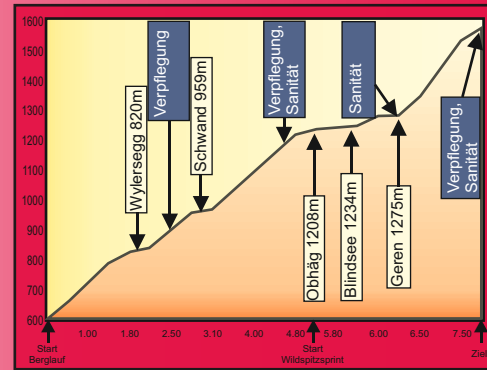 1600
1500
1400
1300
1200
1100
1000
900
800
700
600
Wylersegg 820m
Verpflegung
Schwand 959m
Verpflegung,
Sanität
Obhäg 1208m
Blindsee 1234m
Sanität
Geren 1275m
Verpflegung,
Sanität
1.00 1.80 2.50 3.10 4.00 4.80 5.80 6.00 6.50 7.50
Start
Berglauf
Start
Wildspitzsprint
Ziel